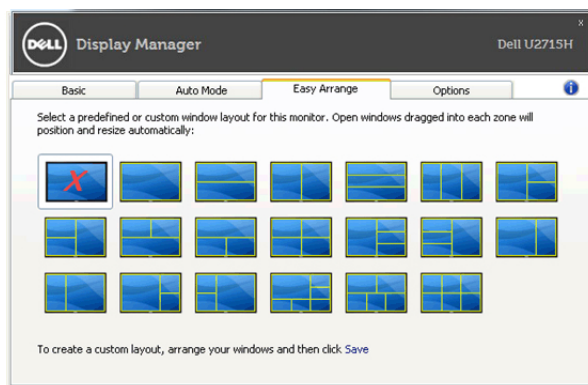 x
DELL Display Manager Dell U2715H
Basic Auto Mode Easy Arrange Options i
Select a predefined or custom window layout for this monitor. Open windows dragged into each zone will
position and resize automatically:
X
To create a custom layout, arrange your windows and then click Save